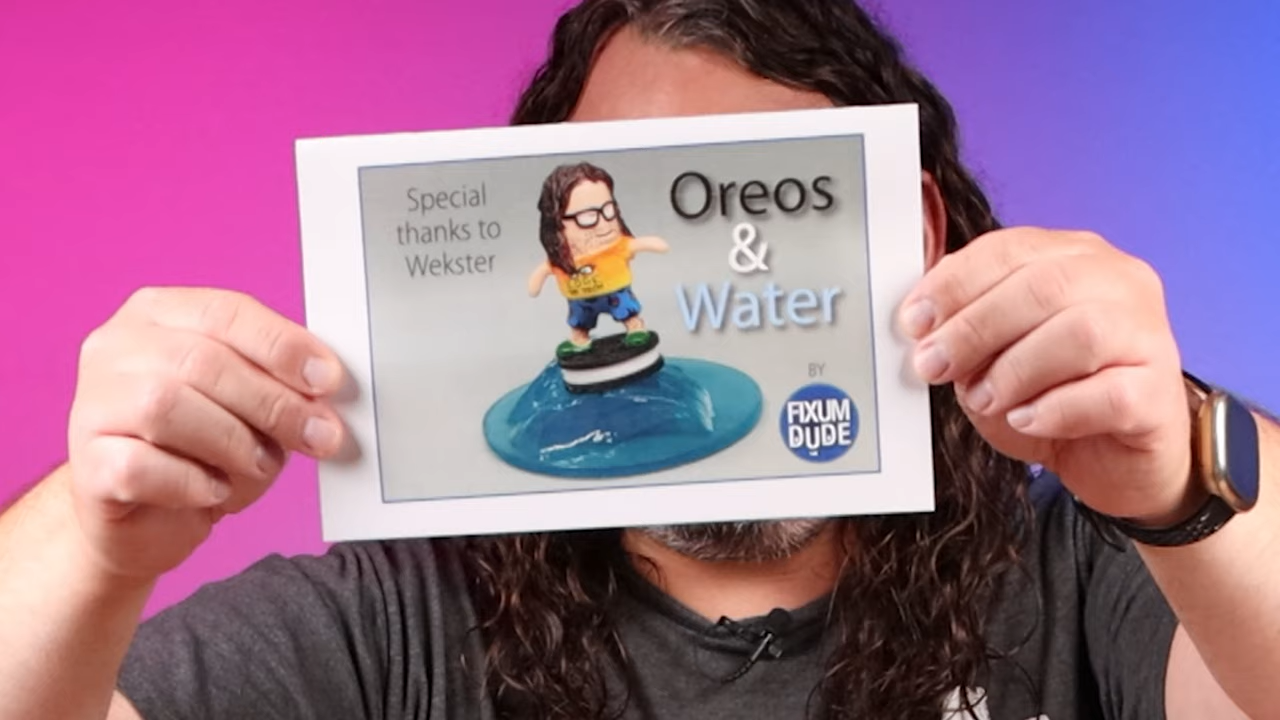 Special
thanks to
Wekster
Oreos
&
Water
BY
FIXUM
DUDE